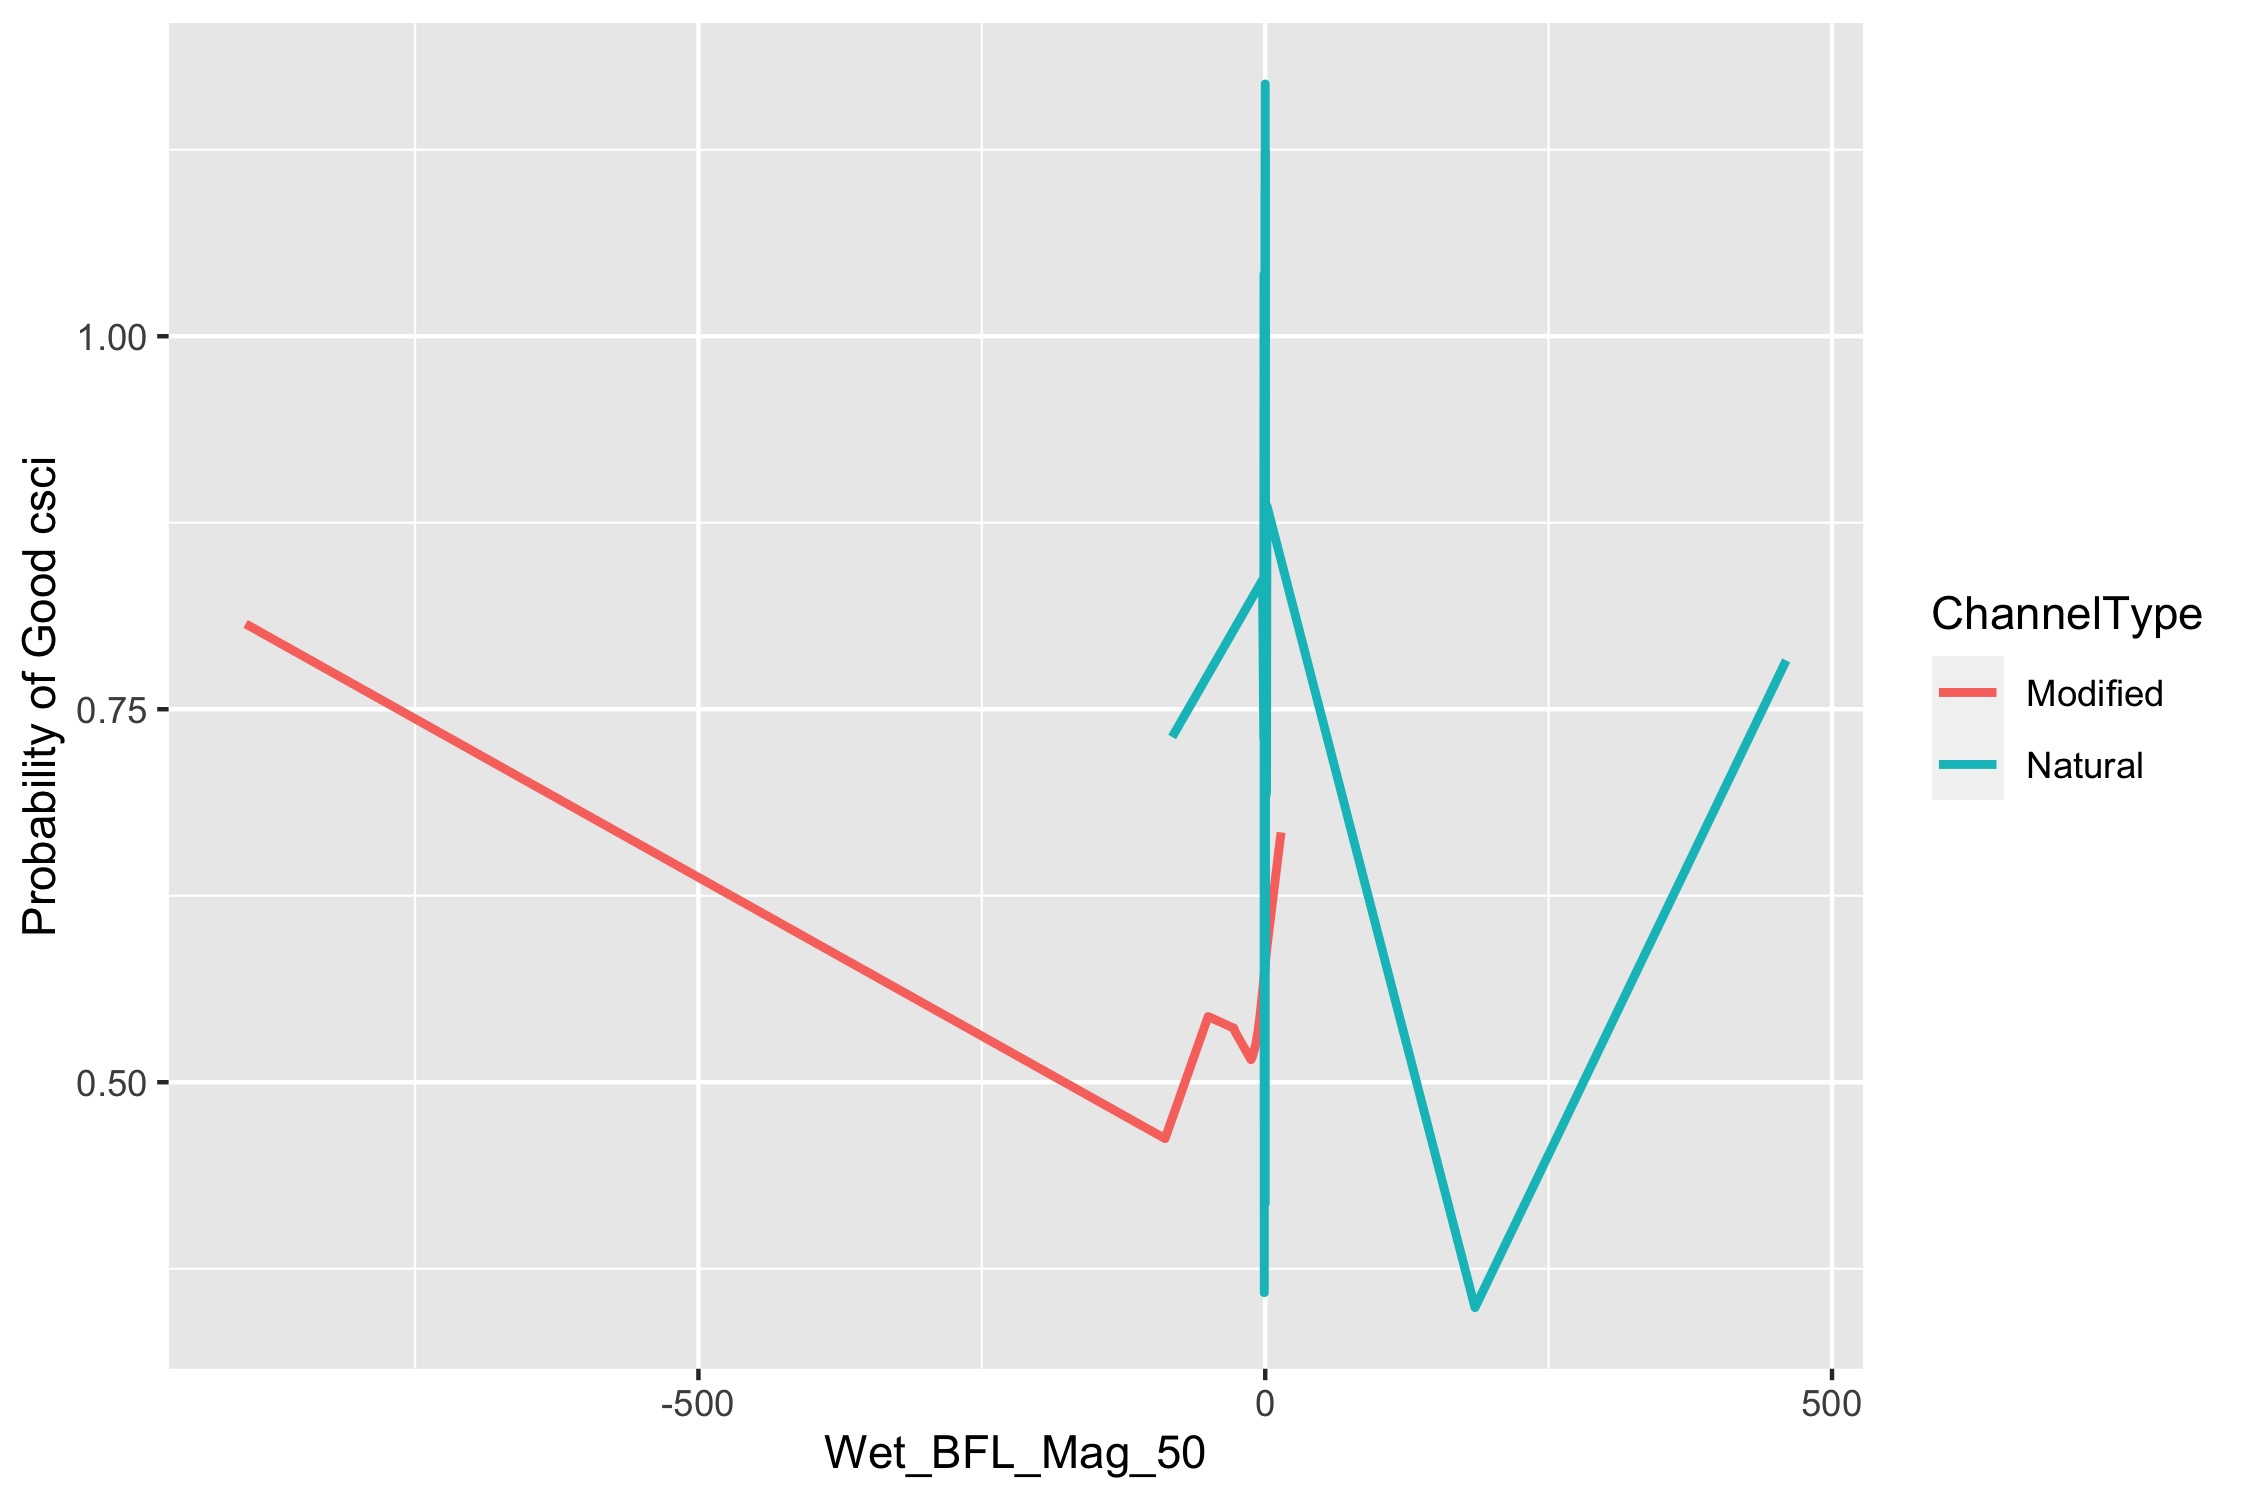 Probability of Good csci
1.00
0.75
0.50
-500
0
500
Wet_BFL_Mag_50
ChannelType
Modified
Natural